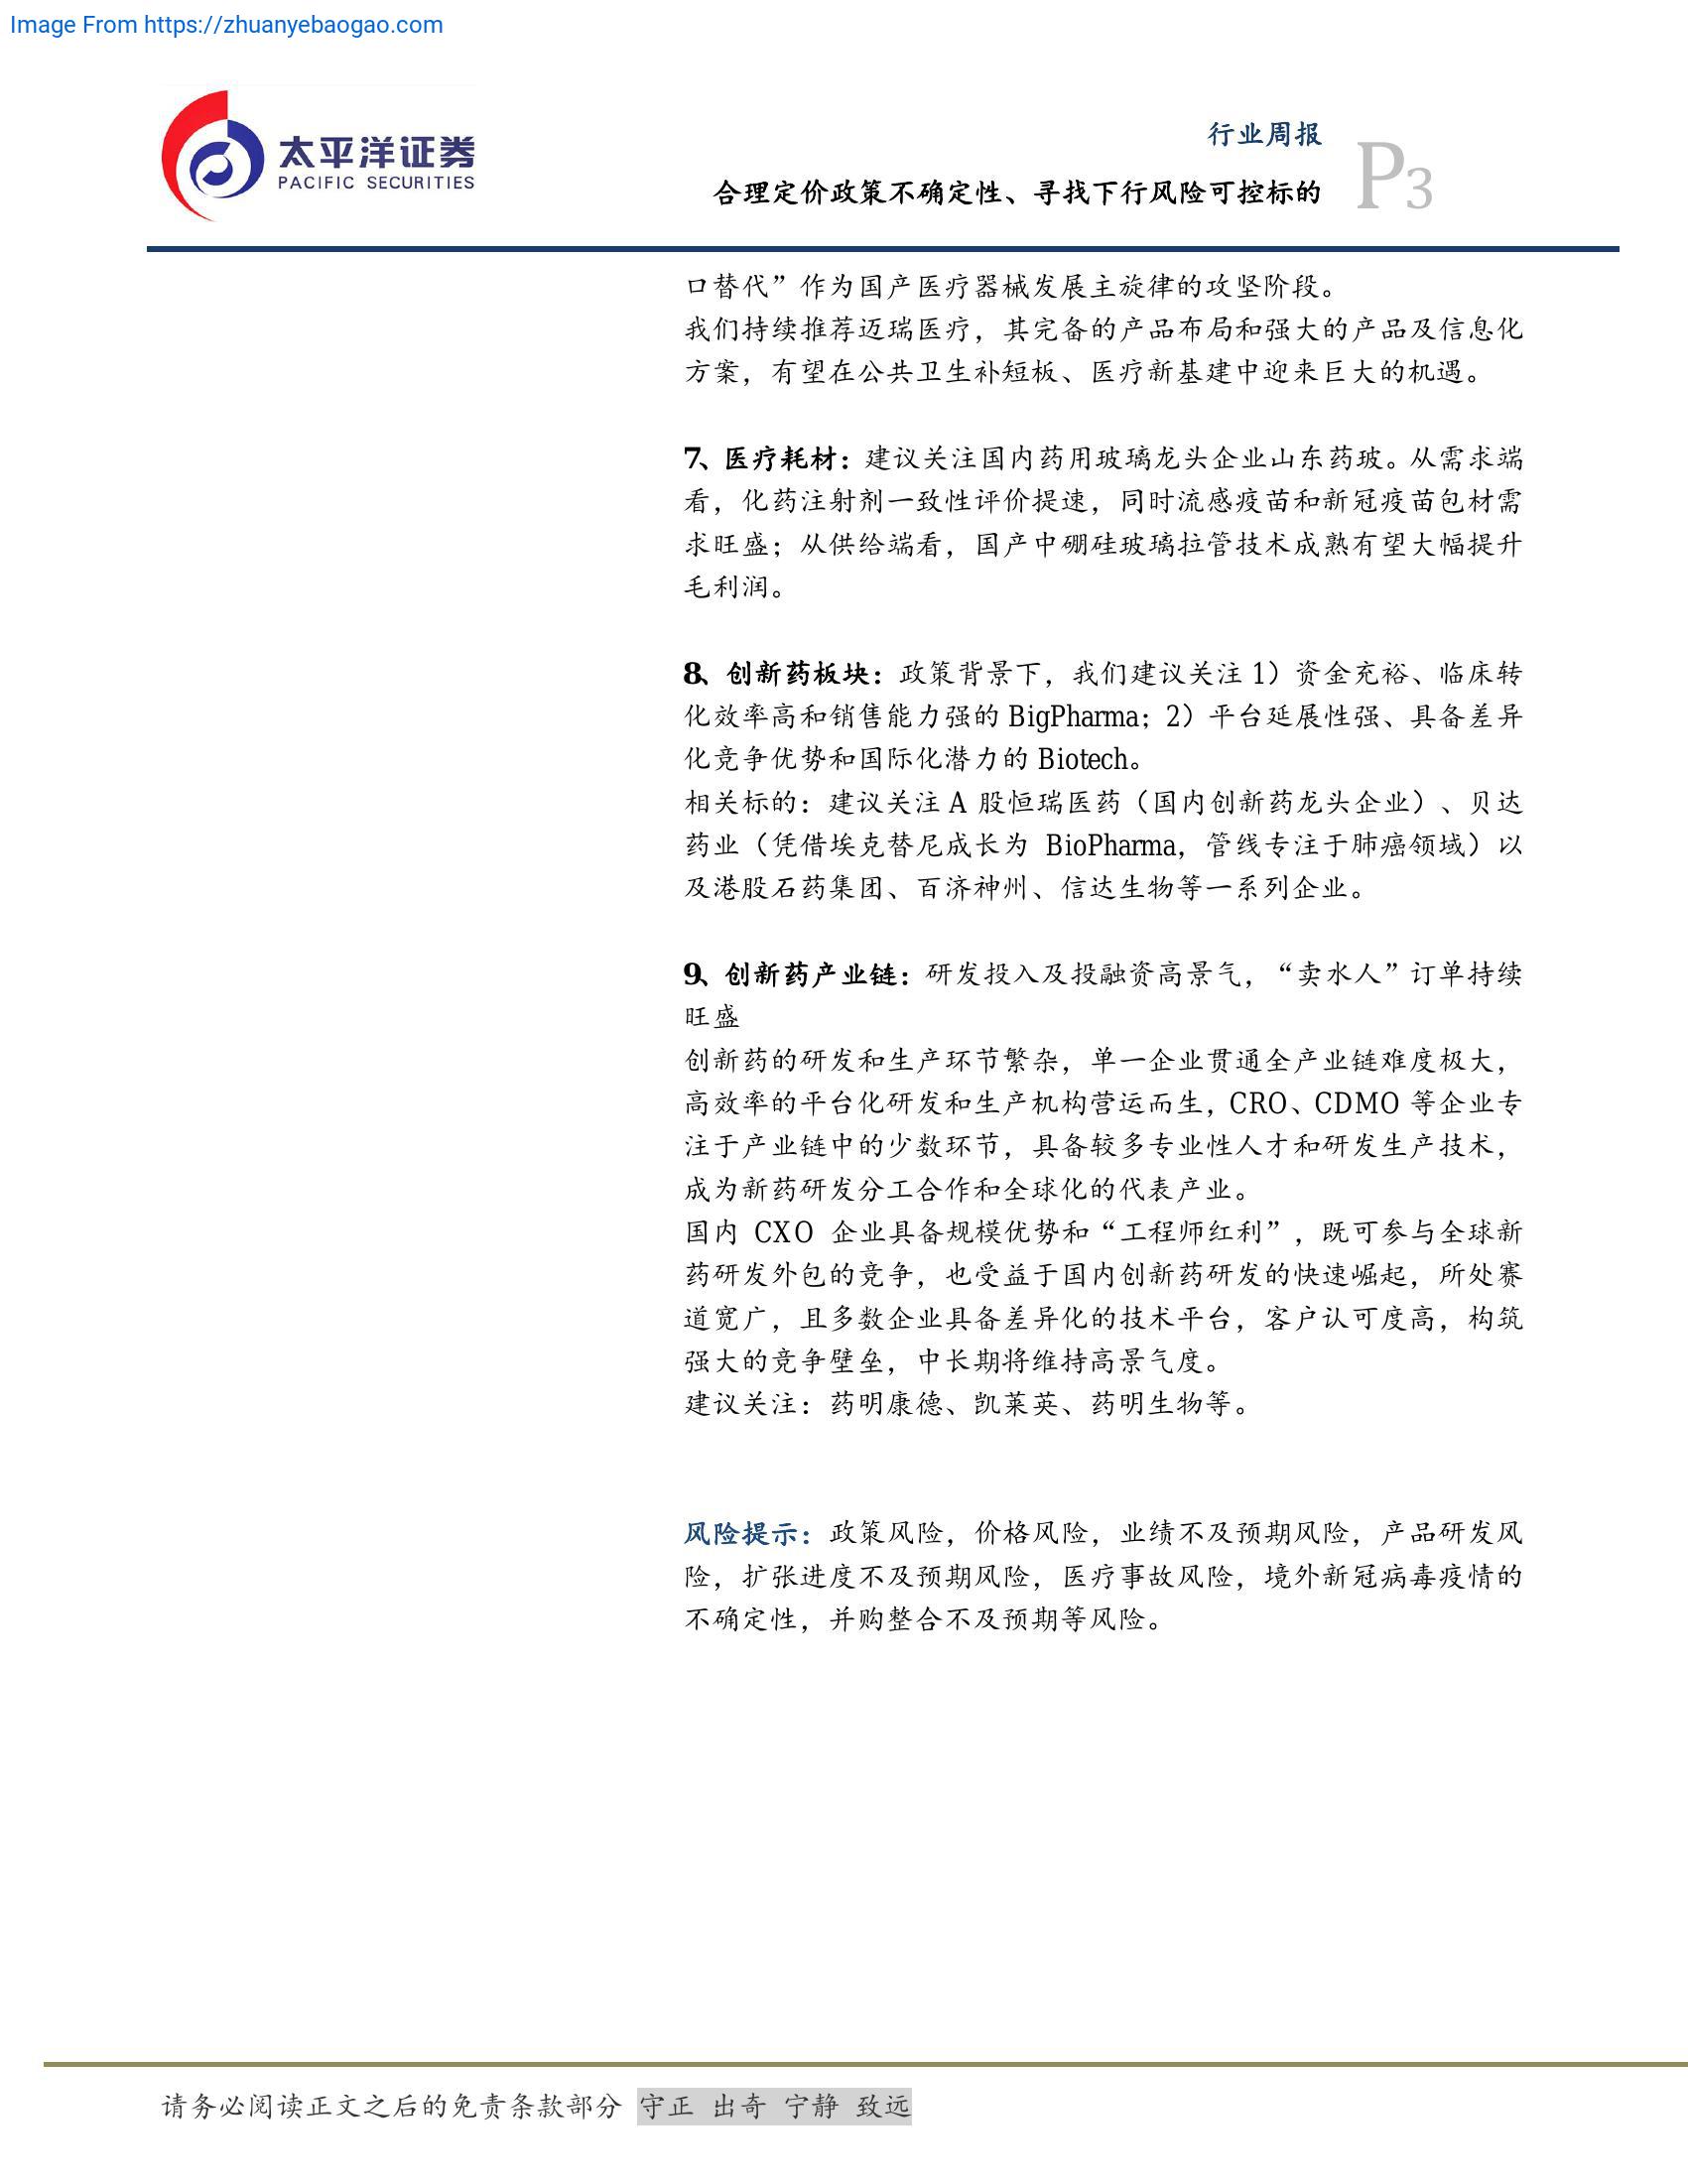 Image From https://zhuanyebaogao.com
太平洋证券
PACIFIC SECURITIES
行业周报
合理定价政策不确定性、寻找下行风险可控标的
P3
口替代”作为国产医疗器械发展主旋律的攻坚阶段。
我们持续推荐迈瑞医疗，其完备的产品布局和强大的产品及信息化
方案，有望在公共卫生补短板、医疗新基建中迎来巨大的机遇。
7、医疗耗材：建议关注国内药用玻璃龙头企业山东药玻。从需求端
看，化药注射剂一致性评价提速，同时流感疫苗和新冠疫苗包材需
求旺盛；从供给端看，国产中硼硅玻璃拉管技术成熟有望大幅提升
毛利润。
8、创新药板块：政策背景下，我们建议关注 1）资金充裕、临床转
化效率高和销售能力强的 BigPharma；2）平台延展性强、具备差异
化竞争优势和国际化潜力的 Biotech。
相关标的：建议关注 A 股恒瑞医药（国内创新药龙头企业）、贝达
药业（凭借埃克替尼成长为 BioPharma，管线专注于肺癌领域）以
及港股石药集团、百济神州、信达生物等一系列企业。
9、创新药产业链：研发投入及投融资高景气，“卖水人”订单持续
旺盛
创新药的研发和生产环节繁杂，单一企业贯通全产业链难度极大，
高效率的平台化研发和生产机构营运而生，CRO、CDMO 等企业专
注于产业链中的少数环节，具备较多专业性人才和研发生产技术，
成为新药研发分工合作和全球化的代表产业。
国内 CXO 企业具备规模优势和“工程师红利”，既可参与全球新
药研发外包的竞争，也受益于国内创新药研发的快速崛起，所处赛
道宽广，且多数企业具备差异化的技术平台，客户认可度高，构筑
强大的竞争壁垒，中长期将维持高景气度。
建议关注：药明康德、凯莱英、药明生物等。
风险提示：政策风险，价格风险，业绩不及预期风险，产品研发风
险，扩张进度不及预期风险，医疗事故风险，境外新冠病毒疫情的
不确定性，并购整合不及预期等风险。
请务必阅读正文之后的免责条款部分 守正 出奇 宁静 致远